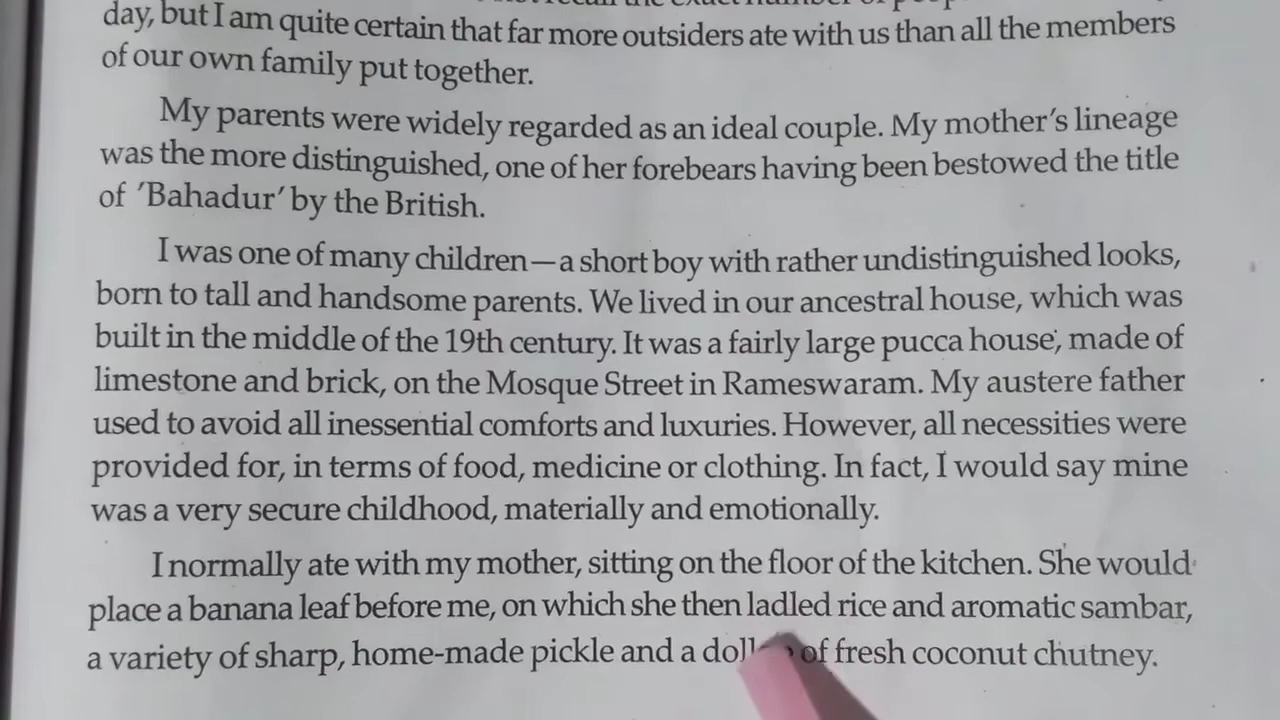 day, but I am quite certain that far more outsiders ate with us than all the members
of our own family put together.
My parents were widely regarded as an ideal couple. My mother's lineage
was the more distinguished, one of her forebears having been bestowed the title
of 'Bahadur' by the British.
I was one of many children—a short boy with rather undistinguished looks,
born to tall and handsome parents. We lived in our ancestral house, which was
built in the middle of the 19th century. It was a fairly large pucca house, made of
limestone and brick, on the Mosque Street in Rameswaram. My austere father
used to avoid all inessential comforts and luxuries. However, all necessities were
provided for, in terms of food, medicine or clothing. In fact, I would say mine
was a very secure childhood, materially and emotionally.
I normally ate with my mother, sitting on the floor of the kitchen. She would
place a banana leaf before me, on which she then ladled rice and aromatic sambar,
a variety of sharp, home-made pickle and a of fresh coconut chutney.